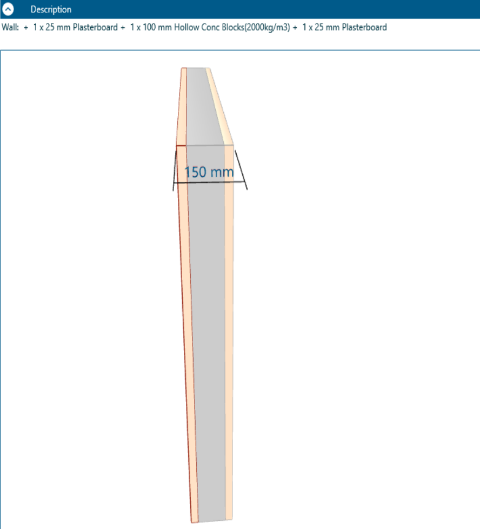 Description
Wall: + 1 x 25 mm Plasterboard + 1 x 100 mm Hollow Conc Blocks(2000kg/m3) + 1 x 25 mm Plasterboard
150 mm